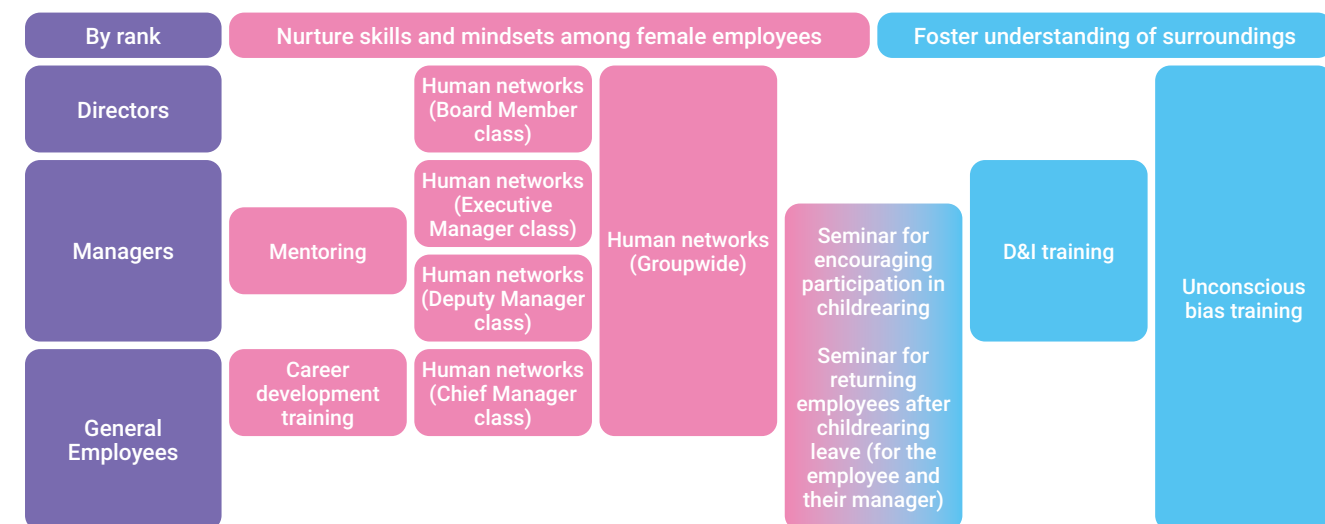 By rank
Nurture skills and mindsets among female employees
Foster understanding of surroundings
Directors
Managers
General
Employees
Mentoring
Career
development
training
Human networks
(Board Member
class)
Human networks
(Executive
Manager class)
Human networks
(Deputy Manager
class)
Human networks
(Chief Manager
class)
Human networks
(Groupwide)
Seminar for
encouraging
participation in
childrearing
Seminar for
returning
employees after
childrearing
leave (for the
employee and
their manager)
D&I training
Unconscious
bias training